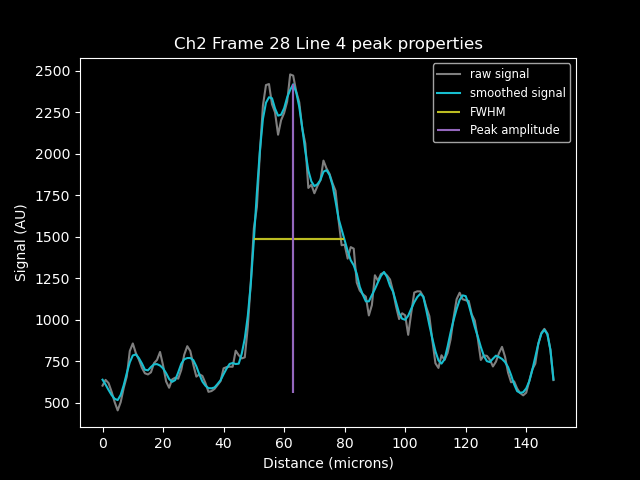 Ch2 Frame 28 Line 4 peak properties
raw signal
smoothed signal
FWHM
Peak amplitude
Signal (AU)
2500
2250
2000
1750
1500
1250
1000
750
500
0 20 40 60 80 100 120 140
Distance (microns)